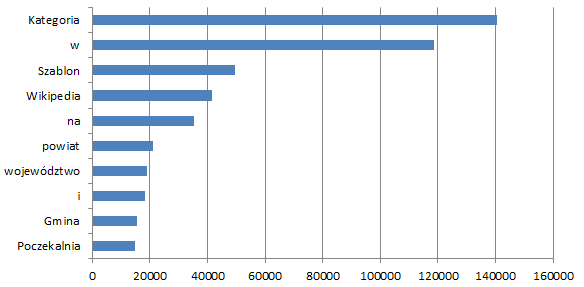 Kategoria
w
Szablon
Wikipedia
na
powiat
województwo
i
Gmina
Poczekalnia
0 20000 40000 60000 80000 100000 120000 140000 160000